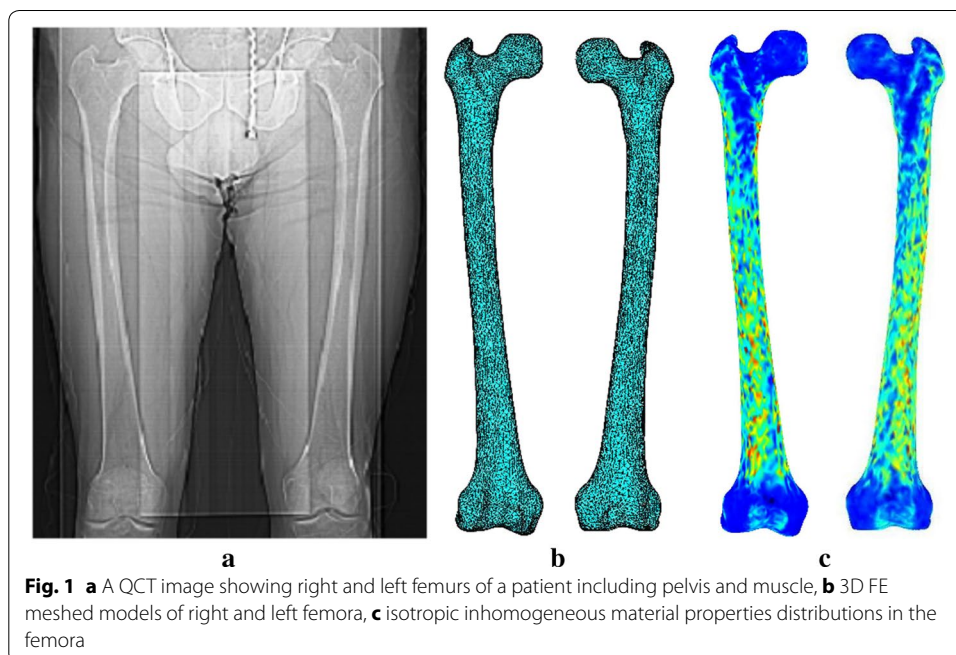 a
b
c
Fig. 1 a A QCT image showing right and left femurs of a patient including pelvis and muscle, b 3D FE
meshed models of right and left femora, c isotropic inhomogeneous material properties distributions in the
femora